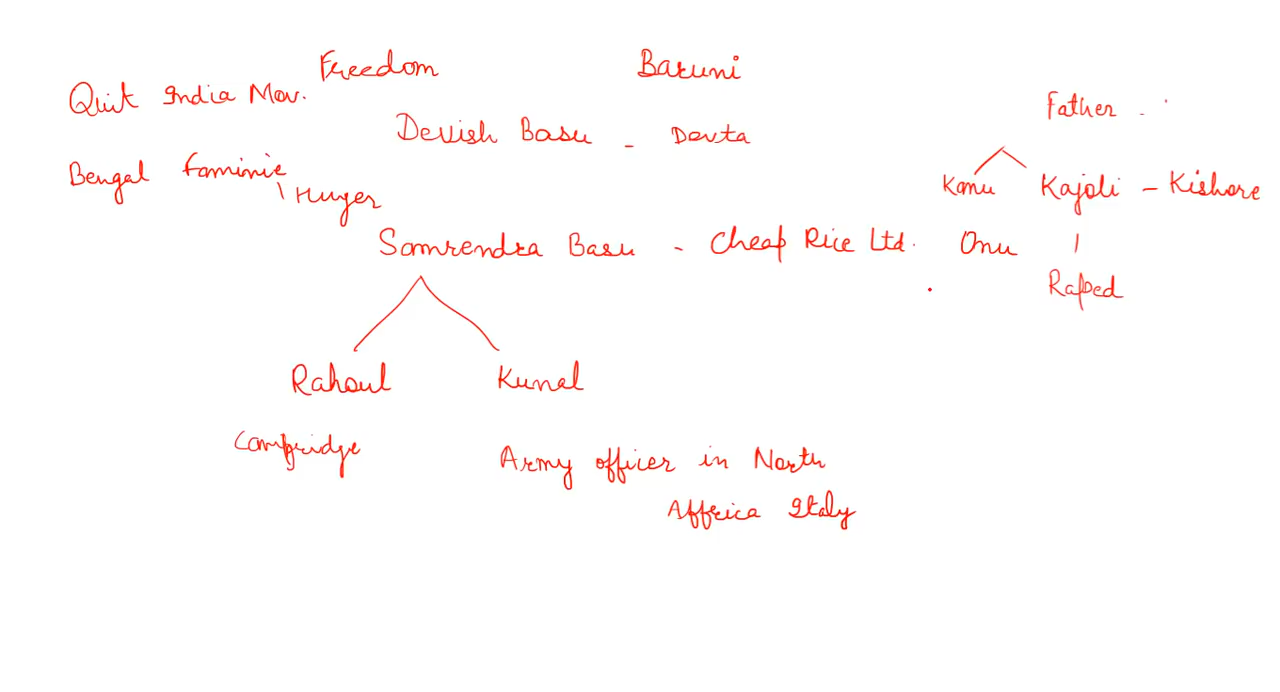 Freedom Baruni
Quit India Mov.
Father -
Devish Basu - Devta
Bengal Faminie
Kanu Kajoli - Kishore
Hunger
Samrendra Basu - Cheap Rice Ltd. Onu
Raped
Rahoul Kunal
Cambridge
Army officer in North
Affrica Italy